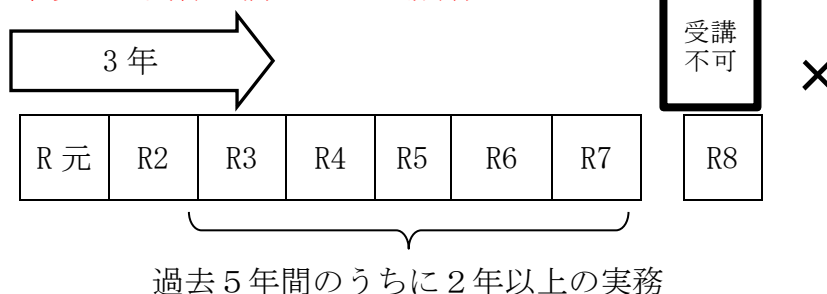 受講
不可
×
3年
R元 R2 R3 R4 R5 R6 R7 R8
過去５年間のうちに２年以上の実務